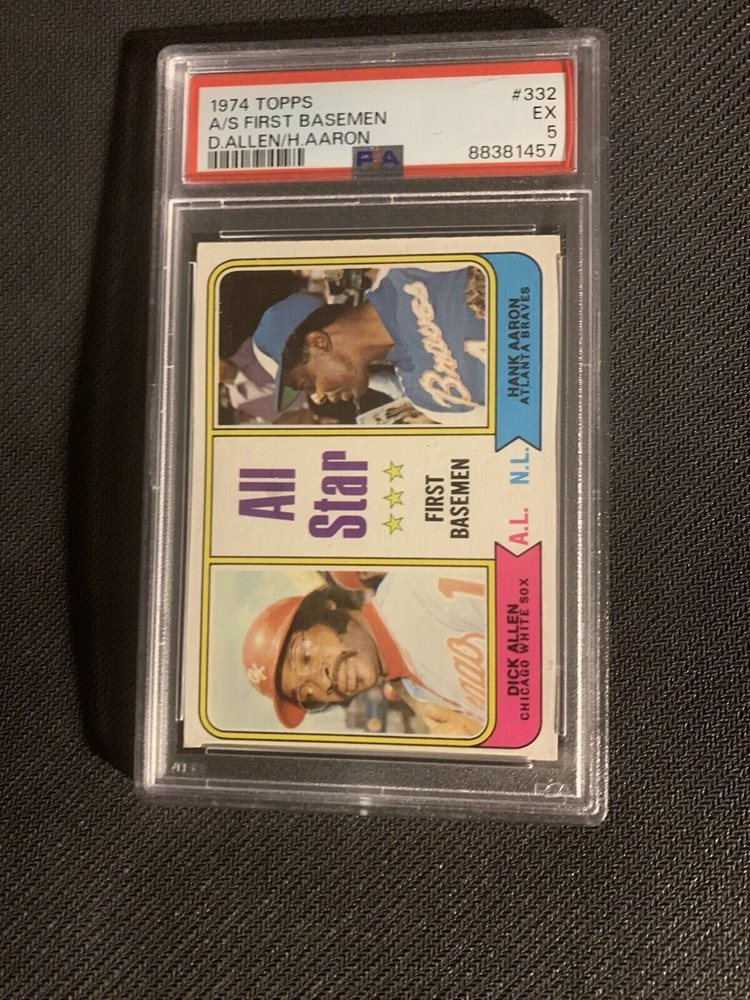 1974 TOPPS #332
A/S FIRST BASEMEN EX
D.ALLEN/H.AARON 5
PSA 88381457
All
Star
FIRST
BASEMEN
A.L. N.L.
DICK ALLEN
CHICAGO WHITE SOX
HANK AARON
ATLANTA BRAVES
Braves